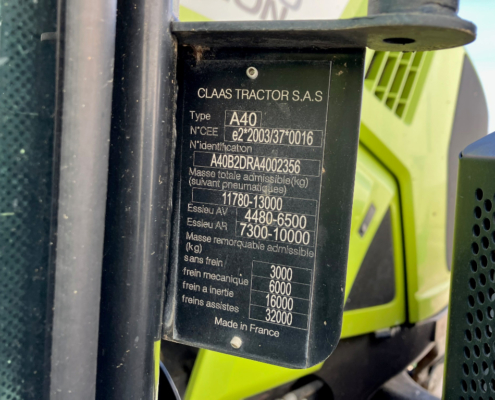 ON
CLAAS TRACTOR S.A.S
Type A40
N°CEE e2*2003/37*0016
N°identification
A40B2DRA4002356
Masse totale admissible(kg)
(suivant pneumatiques)
11780-13000
Essieu AV 4480-6500
Essieu AR 7300-10000
Masse remorquable admissible
(kg)
sans frein 3000
frein mecanique 6000
frein a inertie 16000
freins assistes 32000
Made in France